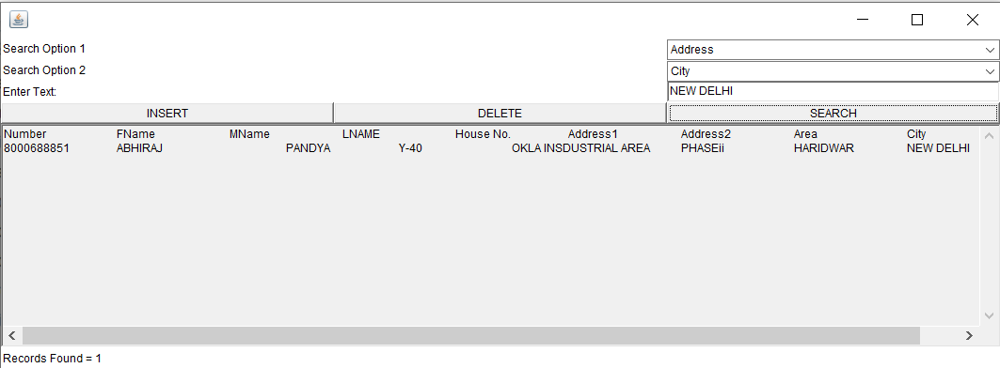 Search Option 1 Address
Search Option 2 City
Enter Text: NEW DELHI
INSERT DELETE SEARCH
Number FName MName LNAME House No. Address1 Address2 Area City
8000688851 ABHIRAJ PANDYA Y-40 OKLA INSDUSTRIAL AREA PHASEii HARIDWAR NEW DELHI
Records Found = 1